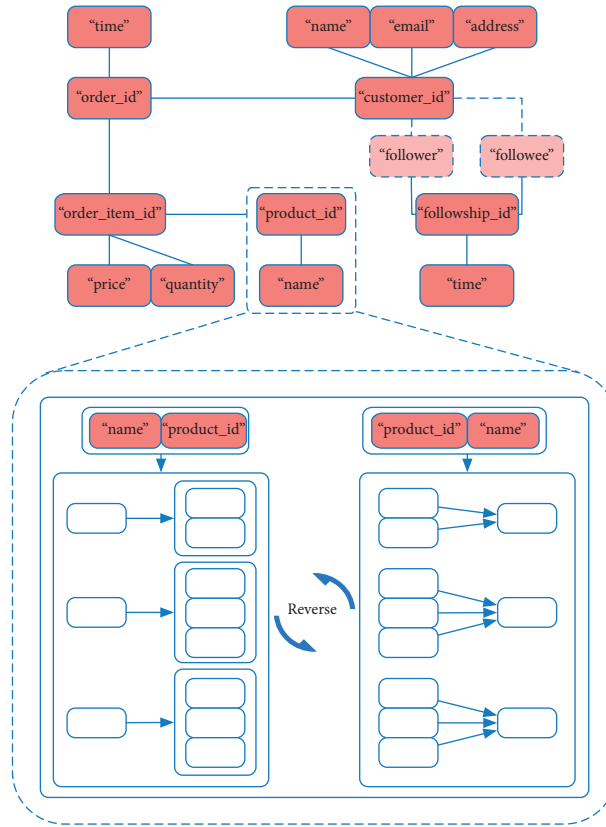 “time”
“name” “email” “address”
“order_id” “customer_id”
“follower” “followee”
“order_item_id” “product_id” “followship_id”
“price” “quantity” “name” “time”
“name” “product_id” “product_id” “name”
Reverse